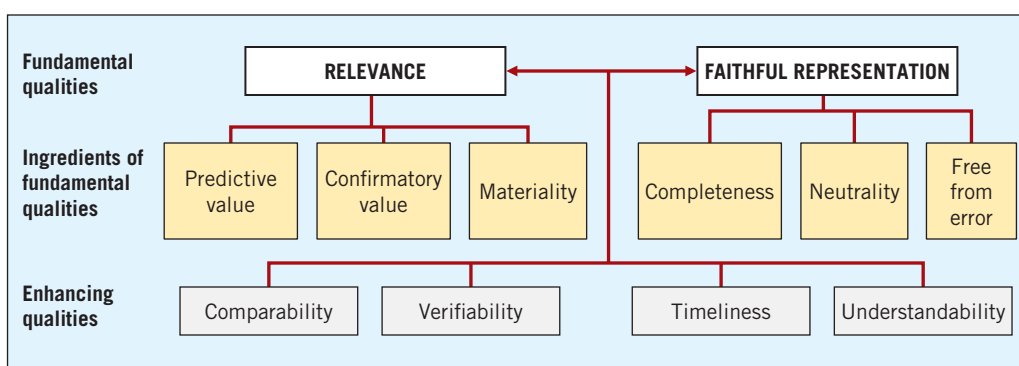 Fundamental
qualities
RELEVANCE
FAITHFUL REPRESENTATION
Ingredients of
fundamental
qualities
Predictive
value
Confirmatory
value
Materiality
Completeness
Neutrality
Free
from
error
Enhancing
qualities
Comparability
Verifiability
Timeliness
Understandability